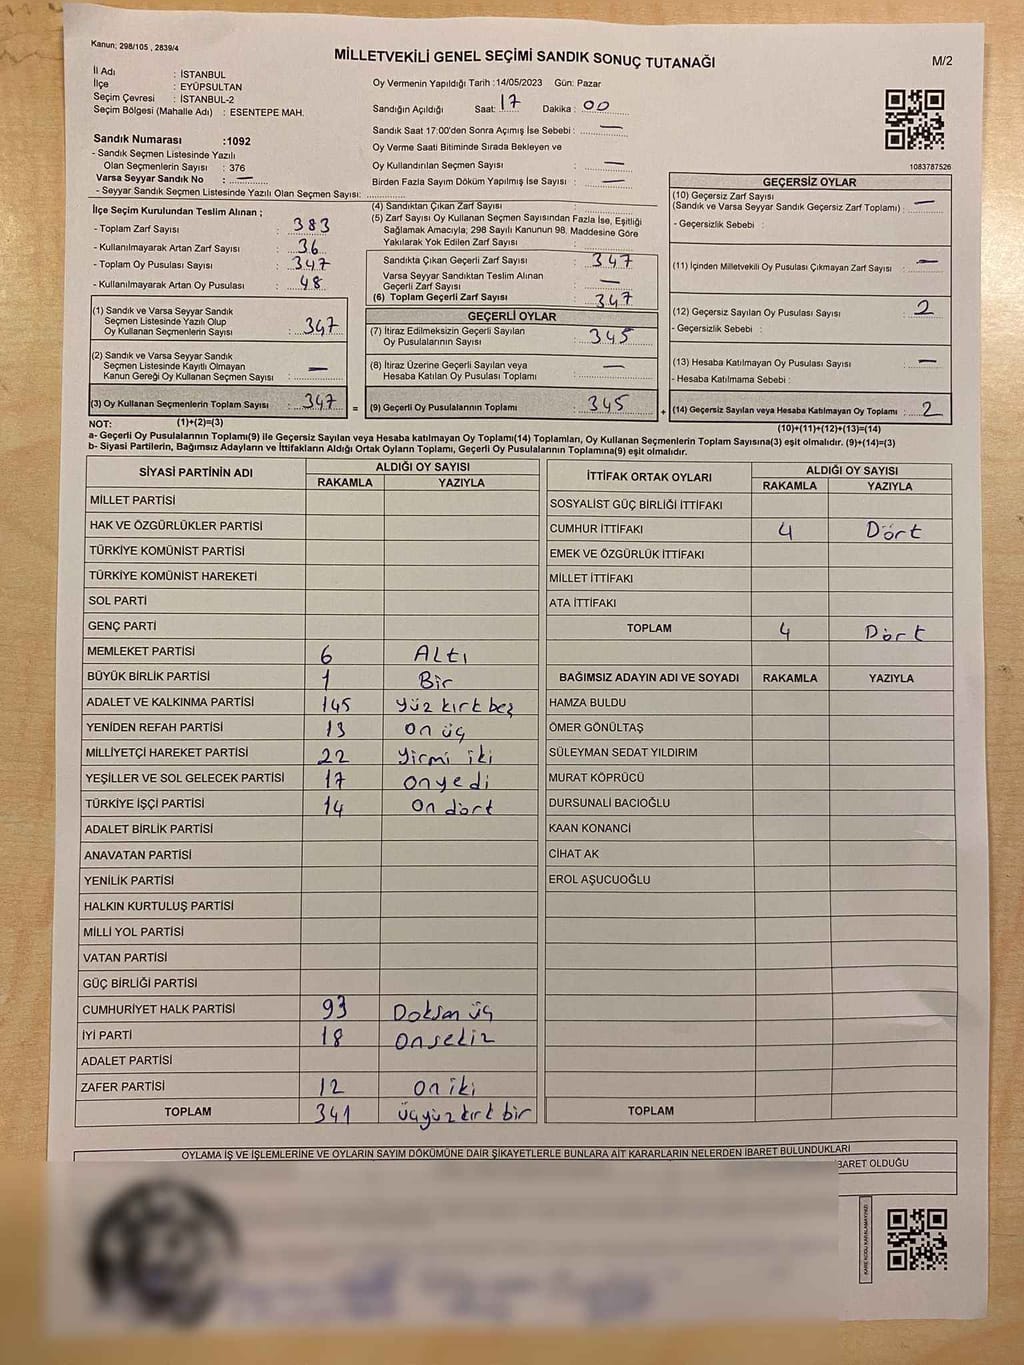 Kanun; 298/105 , 2839/4
MİLLETVEKİLİ GENEL SEÇİMİ SANDIK SONUÇ TUTANAĞI
M/2
İl Adı : İSTANBUL
İlçe : EYÜPSULTAN
Seçim Çevresi : İSTANBUL-2
Seçim Bölgesi (Mahalle Adı) : ESENTEPE MAH.
Sandık Numarası :1092
- Sandık Seçmen Listesinde Yazılı
Olan Seçmenlerin Sayısı : 376
Varsa Seyyar Sandık No : —
- Seyyar Sandık Seçmen Listesinde Yazılı Olan Seçmen Sayısı:
Oy Vermenin Yapıldığı Tarih :14/05/2023 Gün: Pazar
Sandığın Açıldığı Saat: 17 Dakika : 00
Sandık Saat 17:00'den Sonra Açımış İse Sebebi : —
Oy Verme Saati Bitiminde Sırada Bekleyen ve
Oy Kullandırılan Seçmen Sayısı : —
Birden Fazla Sayım Döküm Yapılmış İse Sayısı : —
1083787526
İlçe Seçim Kurulundan Teslim Alınan ;
- Toplam Zarf Sayısı : 383
- Kullanılmayarak Artan Zarf Sayısı : 36
- Toplam Oy Pusulası Sayısı : 347
- Kullanılmayarak Artan Oy Pusulası : 48
(1) Sandık ve Varsa Seyyar Sandık
Seçmen Listesinde Yazılı Olup
Oy Kullanan Seçmenlerin Sayısı : 347
(2) Sandık ve Varsa Seyyar Sandık
Seçmen Listesinde Kayıtlı Olmayan
Kanun Gereği Oy Kullanan Seçmen Sayısı : —
(3) Oy Kullanan Seçmenlerin Toplam Sayısı : 347 =
(1)+(2)=(3)
(4) Sandıktan Çıkan Zarf Sayısı :
(5) Zarf Sayısı Oy Kullanan Seçmen Sayısından Fazla İse, Eşitliği
Sağlamak Amacıyla; 298 Sayılı Kanunun 98. Maddesine Göre
Yakılarak Yok Edilen Zarf Sayısı :
Sandıkta Çıkan Geçerli Zarf Sayısı : 347
Varsa Seyyar Sandıktan Teslim Alınan
Geçerli Zarf Sayısı : —
(6) Toplam Geçerli Zarf Sayısı : 347
GEÇERLİ OYLAR
(7) İtiraz Edilmeksizin Geçerli Sayılan
Oy Pusulalarının Sayısı : 345
(8) İtiraz Üzerine Geçerli Sayılan veya
Hesaba Katılan Oy Pusulası Toplamı : —
(9) Geçerli Oy Pusulalarının Toplamı : 345 +
GEÇERSİZ OYLAR
(10) Geçersiz Zarf Sayısı
(Sandık ve Varsa Seyyar Sandık Geçersiz Zarf Toplamı) : —
- Geçersizlik Sebebi :
(11) İçinden Milletvekili Oy Pusulası Çıkmayan Zarf Sayısı : —
(12) Geçersiz Sayılan Oy Pusulası Sayısı : 2
- Geçersizlik Sebebi :
(13) Hesaba Katılmayan Oy Pusulası Sayısı : —
- Hesaba Katılmama Sebebi :
(14) Geçersiz Sayılan veya Hesaba Katılmayan Oy Toplamı : 2
(10)+(11)+(12)+(13)=(14)
NOT:
a- Geçerli Oy Pusulalarının Toplamı(9) ile Geçersiz Sayılan veya Hesaba katılmayan Oy Toplamı(14) Toplamları, Oy Kullanan Seçmenlerin Toplam Sayısına(3) eşit olmalıdır. (9)+(14)=(3)
b- Siyasi Partilerin, Bağımsız Adayların ve İttifakların Aldığı Ortak Oyların Toplamı, Geçerli Oy Pusulalarının Toplamına(9) eşit olmalıdır.
SİYASİ PARTİNİN ADI ALDIĞI OY SAYISI
RAKAMLA YAZIYLA
MİLLET PARTİSİ
HAK VE ÖZGÜRLÜKLER PARTİSİ
TÜRKİYE KOMÜNİST PARTİSİ
TÜRKİYE KOMÜNİST HAREKETİ
SOL PARTİ
GENÇ PARTİ
MEMLEKET PARTİSİ 6 Altı
BÜYÜK BİRLİK PARTİSİ 1 Bir
ADALET VE KALKINMA PARTİSİ 145 yüz kırk beş
YENİDEN REFAH PARTİSİ 13 on üç
MİLLİYETÇİ HAREKET PARTİSİ 22 yirmi iki
YEŞİLLER VE SOL GELECEK PARTİSİ 17 onyedi
TÜRKİYE İŞÇİ PARTİSİ 14 on dört
ADALET BİRLİK PARTİSİ
ANAVATAN PARTİSİ
YENİLİK PARTİSİ
HALKIN KURTULUŞ PARTİSİ
MİLLİ YOL PARTİSİ
VATAN PARTİSİ
GÜÇ BİRLİĞİ PARTİSİ
CUMHURİYET HALK PARTİSİ 93 Doksan üç
İYİ PARTİ 18 onsekiz
ADALET PARTİSİ
ZAFER PARTİSİ 12 on iki
TOPLAM 341 üçyüz kırk bir
İTTİFAK ORTAK OYLARI ALDIĞI OY SAYISI
RAKAMLA YAZIYLA
SOSYALİST GÜÇ BİRLİĞİ İTTİFAKI
CUMHUR İTTİFAKI 4 Dört
EMEK VE ÖZGÜRLÜK İTTİFAKI
MİLLET İTTİFAKI
ATA İTTİFAKI
TOPLAM 4 Dört
BAĞIMSIZ ADAYIN ADI VE SOYADI RAKAMLA YAZIYLA
HAMZA BULDU
ÖMER GÖNÜLTAŞ
SÜLEYMAN SEDAT YILDIRIM
MURAT KÖPRÜCÜ
DURSUNALİ BACIOĞLU
KAAN KONANCİ
CİHAT AK
EROL AŞUCUOĞLU
TOPLAM
OYLAMA İŞ VE İŞLEMLERİNE VE OYLARIN SAYIM DÖKÜMÜNE DAİR ŞİKAYETLERLE BUNLARA AİT KARARLARIN NELERDEN İBARET BULUNDUKLARI
BARET OLDUĞU
KARE KODU KARALAMAYINIZ!